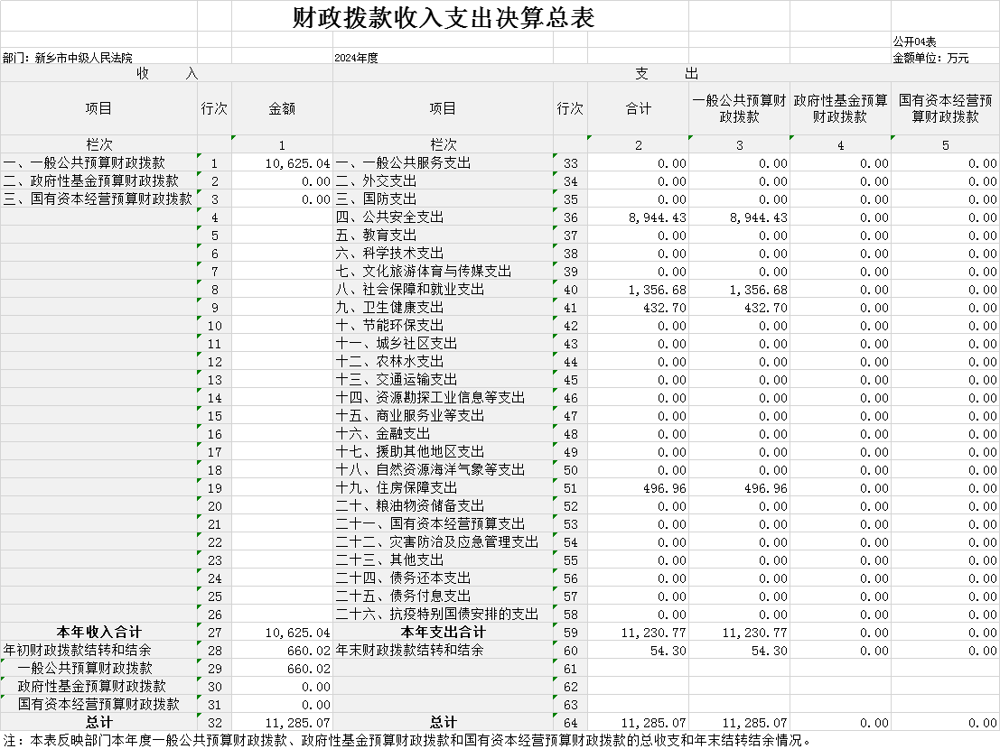 财政拨款收入支出决算总表
公开04表
部门：新乡市中级人民法院 2024年度 金额单位：万元
收 入 支 出
项目 行次 金额 项目 行次 合计 一般公共预算财政拨款 政府性基金预算财政拨款 国有资本经营预算财政拨款
栏次 1 栏次 2 3 4 5
一、一般公共预算财政拨款 1 10,625.04 一、一般公共服务支出 33 0.00 0.00 0.00 0.00
二、政府性基金预算财政拨款 2 0.00 二、外交支出 34 0.00 0.00 0.00 0.00
三、国有资本经营预算财政拨款 3 0.00 三、国防支出 35 0.00 0.00 0.00 0.00
4 四、公共安全支出 36 8,944.43 8,944.43 0.00 0.00
5 五、教育支出 37 0.00 0.00 0.00 0.00
6 六、科学技术支出 38 0.00 0.00 0.00 0.00
7 七、文化旅游体育与传媒支出 39 0.00 0.00 0.00 0.00
8 八、社会保障和就业支出 40 1,356.68 1,356.68 0.00 0.00
9 九、卫生健康支出 41 432.70 432.70 0.00 0.00
10 十、节能环保支出 42 0.00 0.00 0.00 0.00
11 十一、城乡社区支出 43 0.00 0.00 0.00 0.00
12 十二、农林水支出 44 0.00 0.00 0.00 0.00
13 十三、交通运输支出 45 0.00 0.00 0.00 0.00
14 十四、资源勘探工业信息等支出 46 0.00 0.00 0.00 0.00
15 十五、商业服务业等支出 47 0.00 0.00 0.00 0.00
16 十六、金融支出 48 0.00 0.00 0.00 0.00
17 十七、援助其他地区支出 49 0.00 0.00 0.00 0.00
18 十八、自然资源海洋气象等支出 50 0.00 0.00 0.00 0.00
19 十九、住房保障支出 51 496.96 496.96 0.00 0.00
20 二十、粮油物资储备支出 52 0.00 0.00 0.00 0.00
21 二十一、国有资本经营预算支出 53 0.00 0.00 0.00 0.00
22 二十二、灾害防治及应急管理支出 54 0.00 0.00 0.00 0.00
23 二十三、其他支出 55 0.00 0.00 0.00 0.00
24 二十四、债务还本支出 56 0.00 0.00 0.00 0.00
25 二十五、债务付息支出 57 0.00 0.00 0.00 0.00
26 二十六、抗疫特别国债安排的支出 58 0.00 0.00 0.00 0.00
本年收入合计 27 10,625.04 本年支出合计 59 11,230.77 11,230.77 0.00 0.00
年初财政拨款结转和结余 28 660.02 年末财政拨款结转和结余 60 54.30 54.30 0.00 0.00
一般公共预算财政拨款 29 660.02 61
政府性基金预算财政拨款 30 0.00 62
国有资本经营预算财政拨款 31 0.00 63
总计 32 11,285.07 总计 64 11,285.07 11,285.07 0.00 0.00
注：本表反映部门本年度一般公共预算财政拨款、政府性基金预算财政拨款和国有资本经营预算财政拨款的总收支和年末结转结余情况。